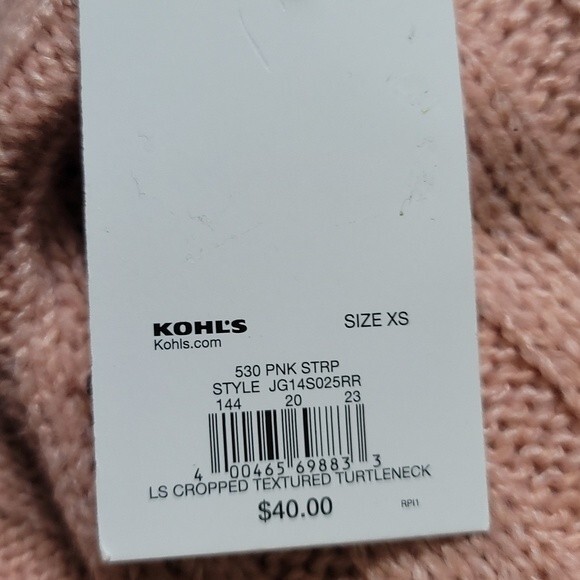 KOHL'S SIZE XS
Kohls.com
530 PNK STRP
STYLE JG14S025RR
144 20 23
4 00465 69883 3
LS CROPPED TEXTURED TURTLENECK
$40.00 RPI1